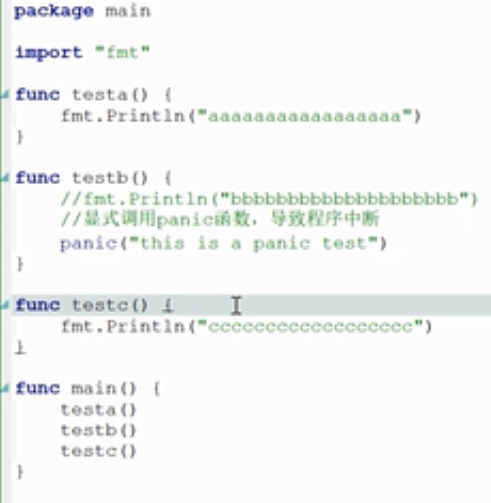 package main
import "fmt"
func testa() {
fmt.Println("aaaaaaaaaaaaaaaaa")
}
func testb() {
//fmt.Println("bbbbbbbbbbbbbbbbbbbb")
//显式调用panic函数，导致程序中断
panic("this is a panic test")
}
func testc() {
fmt.Println("cccccccccccccccccc")
}
func main() {
testa()
testb()
testc()
}